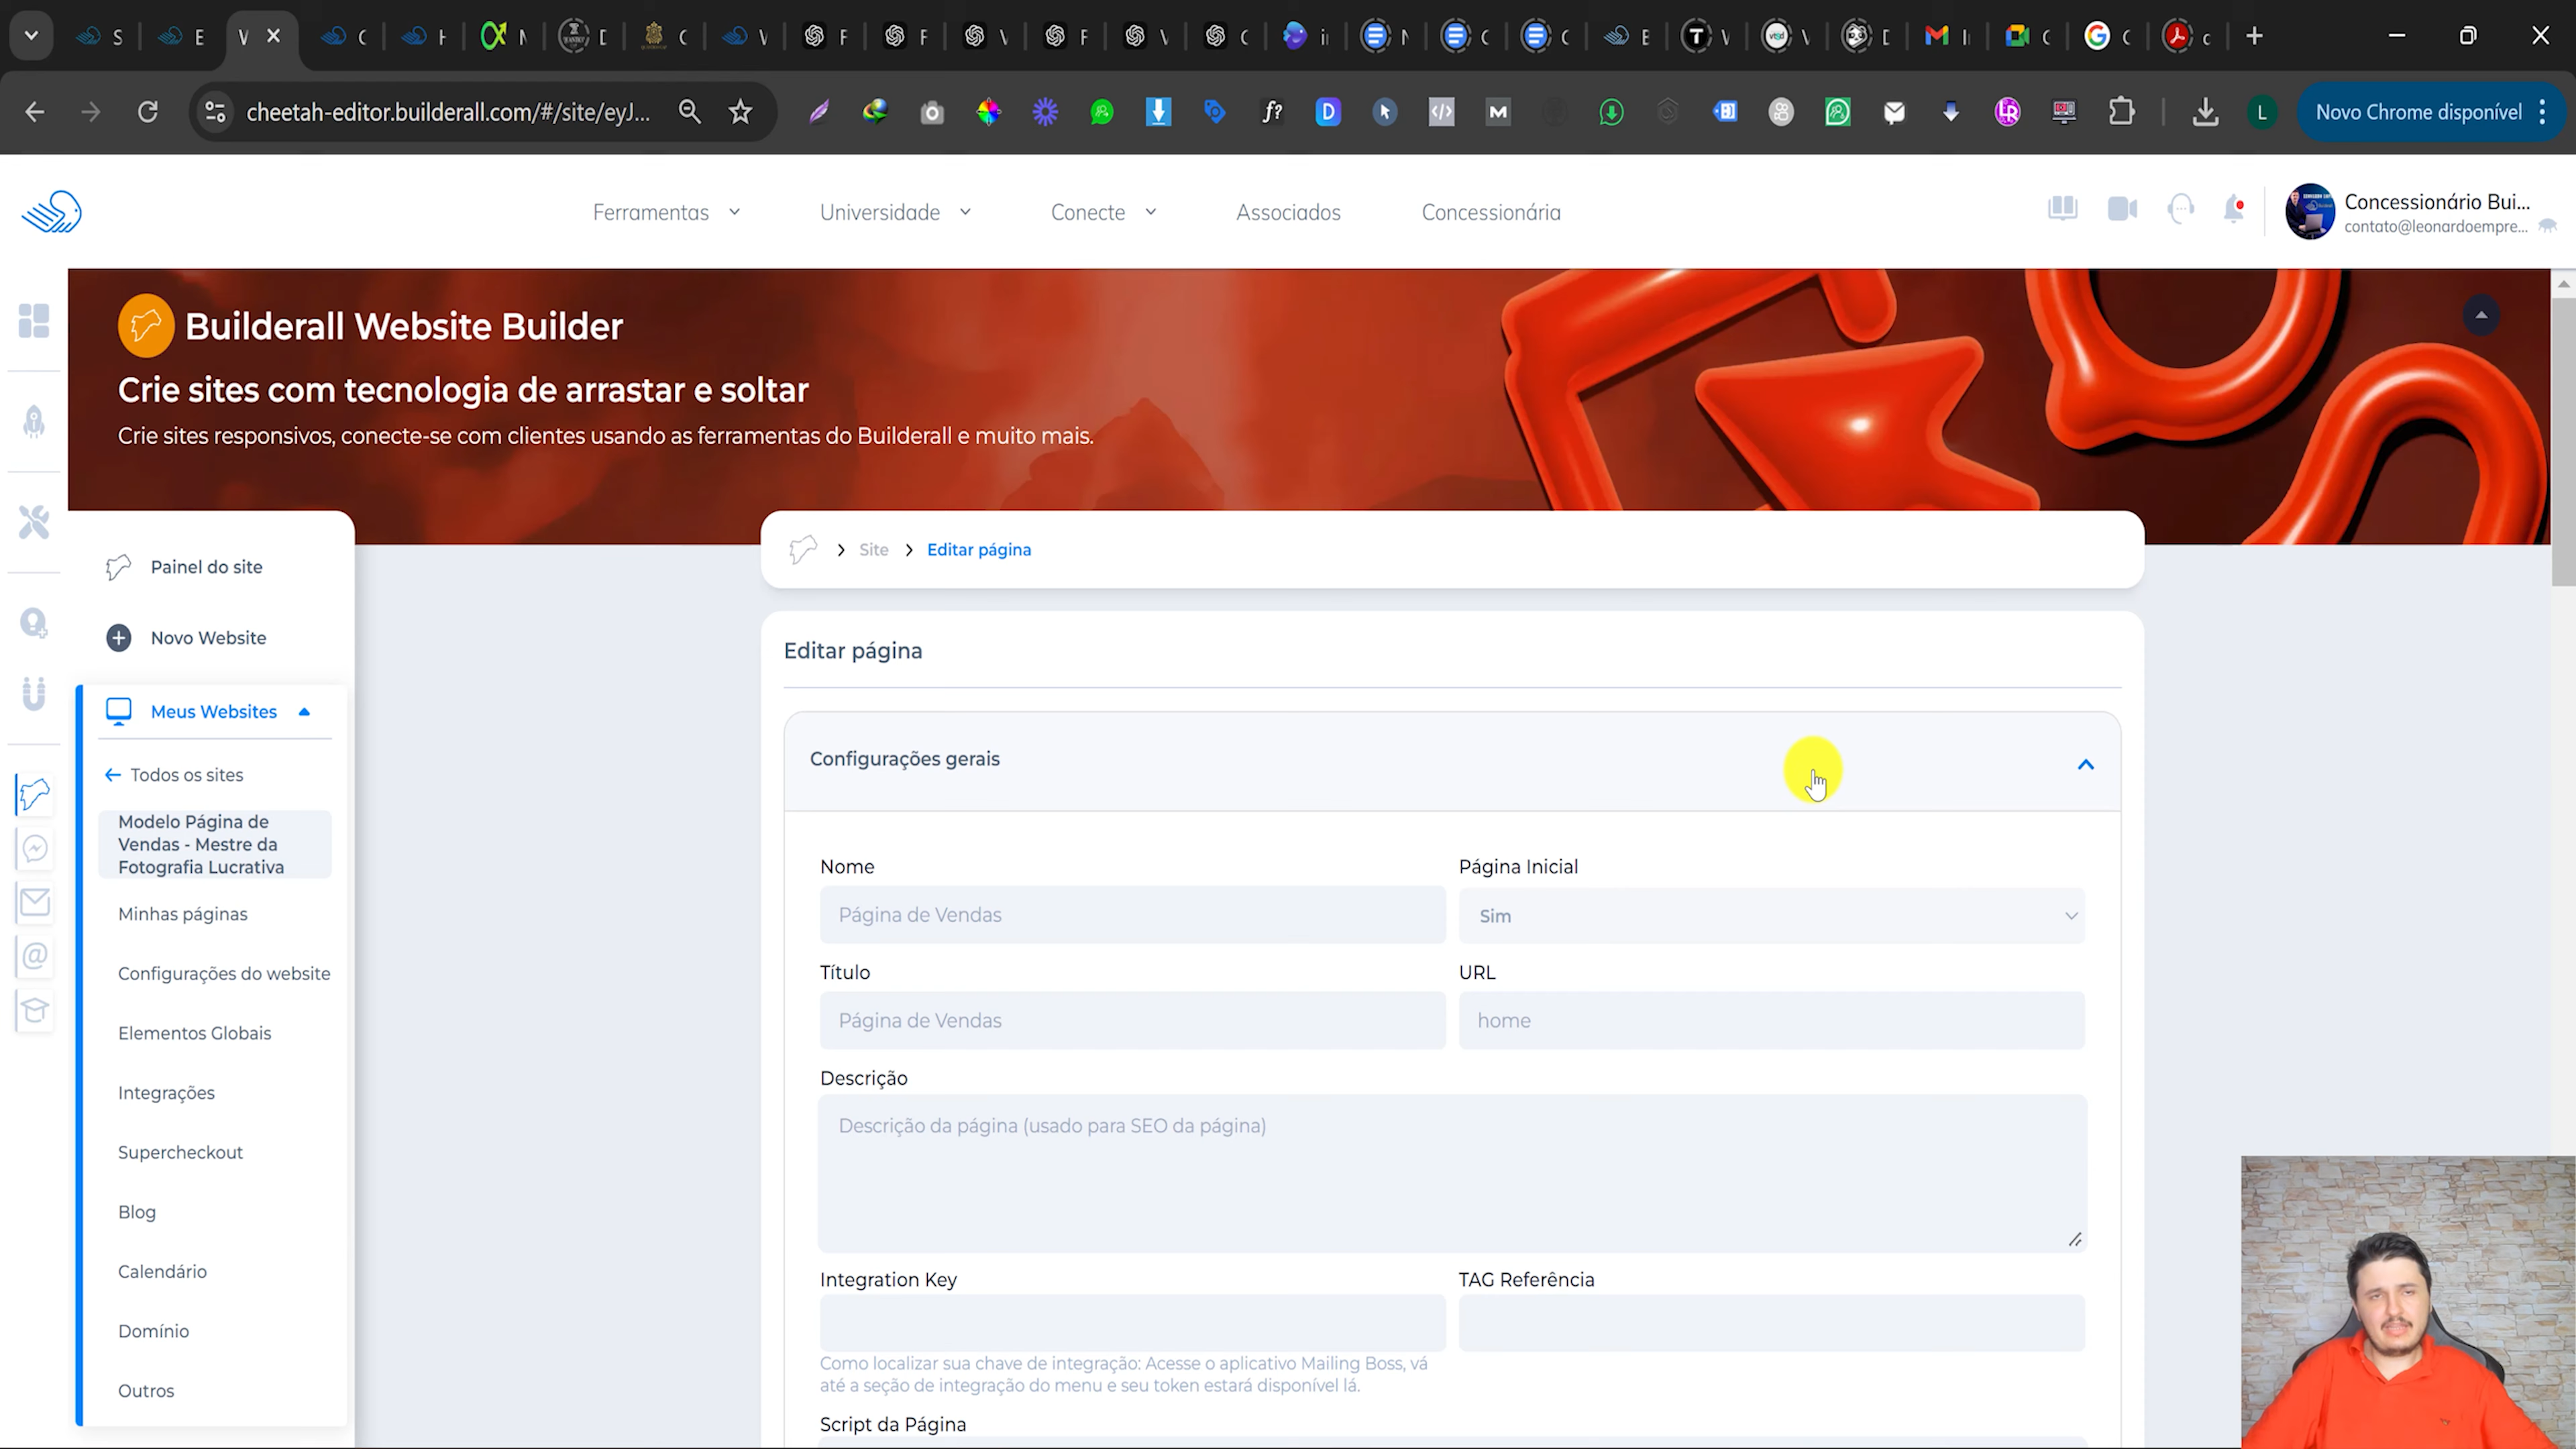 S
E
V
C
H
N
D
C
V
F
F
V
F
V
C
in
N
C
C
E
V
V
D
In
C
C
c
cheetah-editor.builderall.com/#/site/eyJ...
f?
D
M
L
Novo Chrome disponível
Ferramentas
Universidade
Conecte
Associados
Concessionária
Concessionário Bui...
contato@leonardoempre...
Builderall Website Builder
Crie sites com tecnologia de arrastar e soltar
Crie sites responsivos, conecte-se com clientes usando as ferramentas do Builderall e muito mais.
Painel do site
Novo Website
Meus Websites
Todos os sites
Modelo Página de
Vendas - Mestre da
Fotografia Lucrativa
Minhas páginas
Configurações do website
Elementos Globais
Integrações
Supercheckout
Blog
Calendário
Domínio
Outros
Site
Editar página
Editar página
Configurações gerais
Nome
Página Inicial
Página de Vendas
Sim
Título
URL
Página de Vendas
home
Descrição
Descrição da página (usado para SEO da página)
Integration Key
TAG Referência
Como localizar sua chave de integração: Acesse o aplicativo Mailing Boss, vá
até a seção de integração do menu e seu token estará disponível lá.
Script da Página